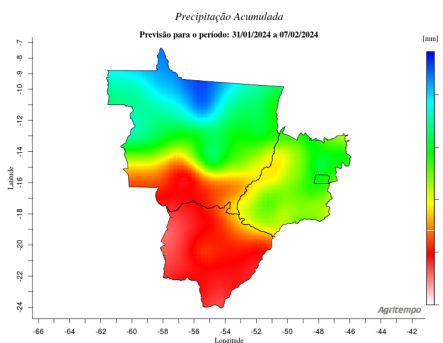 Precipitação Acumulada
Previsão para o período: 31/01/2024 a 07/02/2024
[mm]
Latitude
-7
-8
-9
-10
-12
-14
-16
-18
-20
-22
-24
Agritempo
-66 -64 -62 -60 -58 -56 -54 -52 -50 -48 -46 -44 -42
Longitude